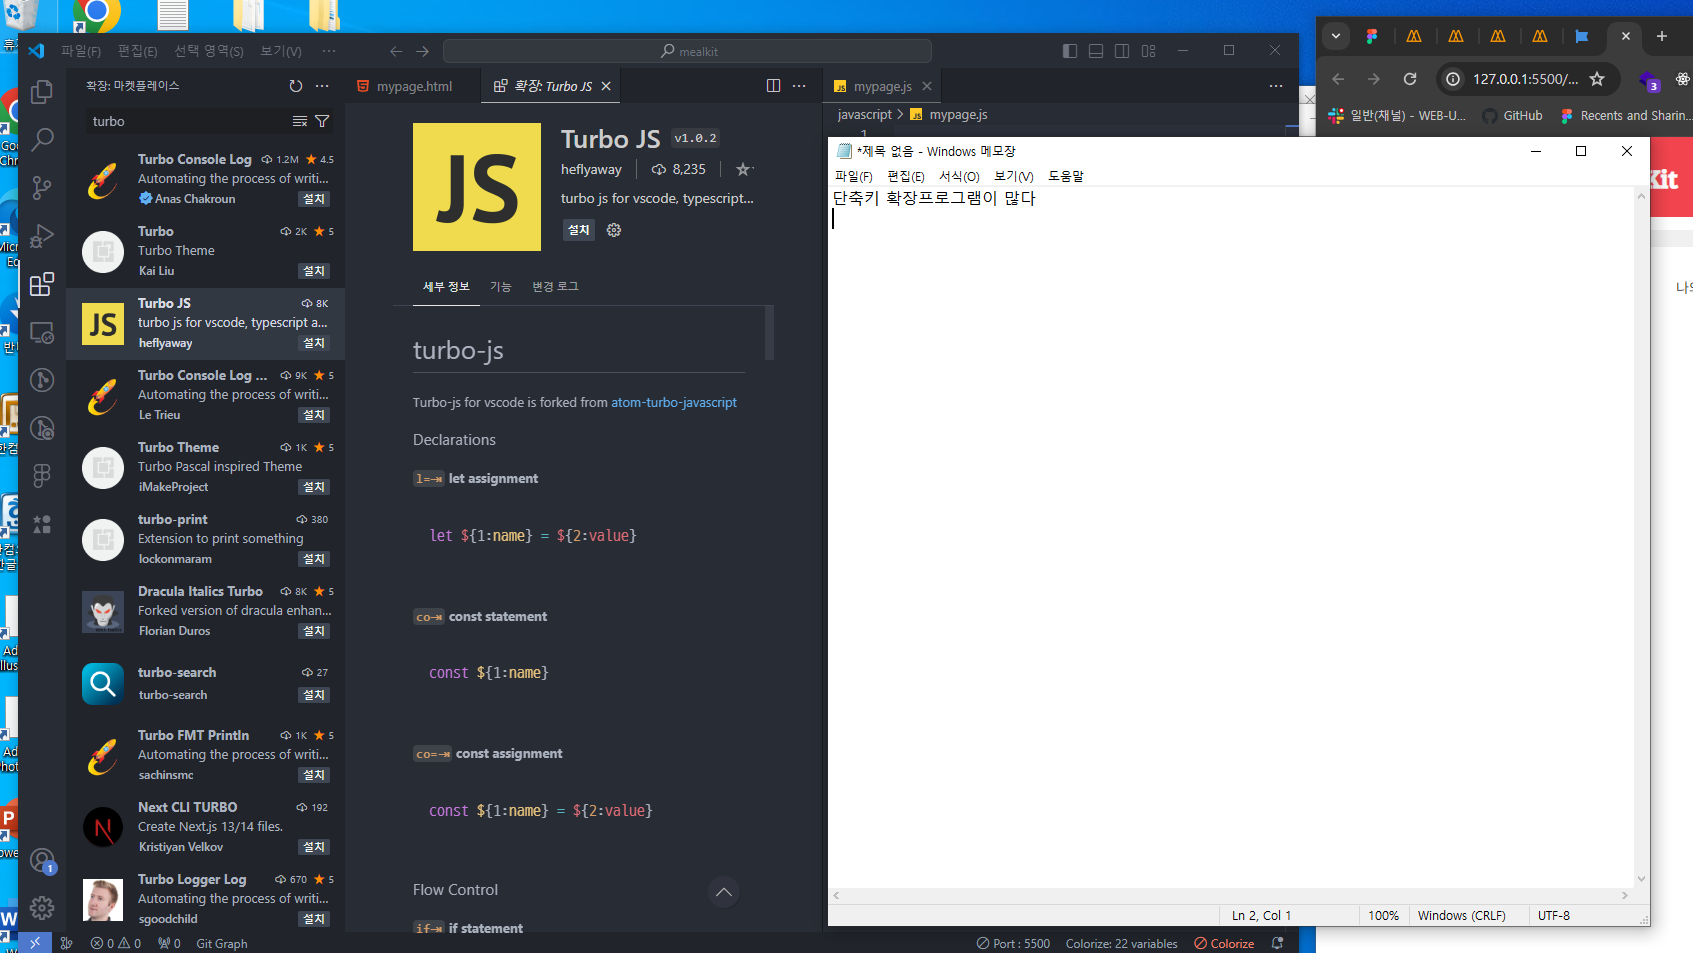 파일(F) 편집(E) 선택 영역(S) 보기(V) ··· mealkit
확장: 마켓플레이스
turbo
Turbo Console Log 1.2M ★ 4.5
Automating the process of writi...
Anas Chakroun 설치
Turbo 2K ★ 5
Turbo Theme
Kai Liu 설치
Turbo JS 8K
turbo js for vscode, typescript a...
heflyaway 설치
Turbo Console Log ... 9K ★ 5
Automating the process of writi...
Le Trieu 설치
Turbo Theme 1K ★ 5
Turbo Pascal inspired Theme
iMakeProject 설치
turbo-print 380
Extension to print something
lockonmaram 설치
Dracula Italics Turbo 8K ★ 5
Forked version of dracula enhan...
Florian Duros 설치
turbo-search 27
turbo-search 설치
Turbo FMT Println 1K ★ 5
Automating the process of writi...
sachinsmc 설치
Next CLI TURBO 192
Create Next.js 13/14 files.
Kristiyan Velkov 설치
Turbo Logger Log 670 ★ 5
Automating the process of writi...
sgoodchild 설치
1
mypage.html 확장: Turbo JS
JS
Turbo JS v1.0.2
heflyaway 8,235
turbo js for vscode, typescript...
설치
세부 정보 기능 변경 로그
turbo-js
Turbo-js for vscode is forked from atom-turbo-javascript
Declarations
l=⇥ let assignment
let ${1:name} = ${2:value}
co⇥ const statement
const ${1:name}
co=⇥ const assignment
const ${1:name} = ${2:value}
Flow Control
if⇥ if statement
JS mypage.js
javascript > JS mypage.js
1
*제목 없음 - Windows 메모장
파일(F) 편집(E) 서식(O) 보기(V) 도움말
단축키 확장프로그램이 많다
Ln 2, Col 1 100% Windows (CRLF) UTF-8
127.0.0.1:5500/... 3
일반(채널) - WEB-U... GitHub Recents and Sharin...
Kit
0 0 0 Git Graph Port : 5500 Colorize: 22 variables Colorize